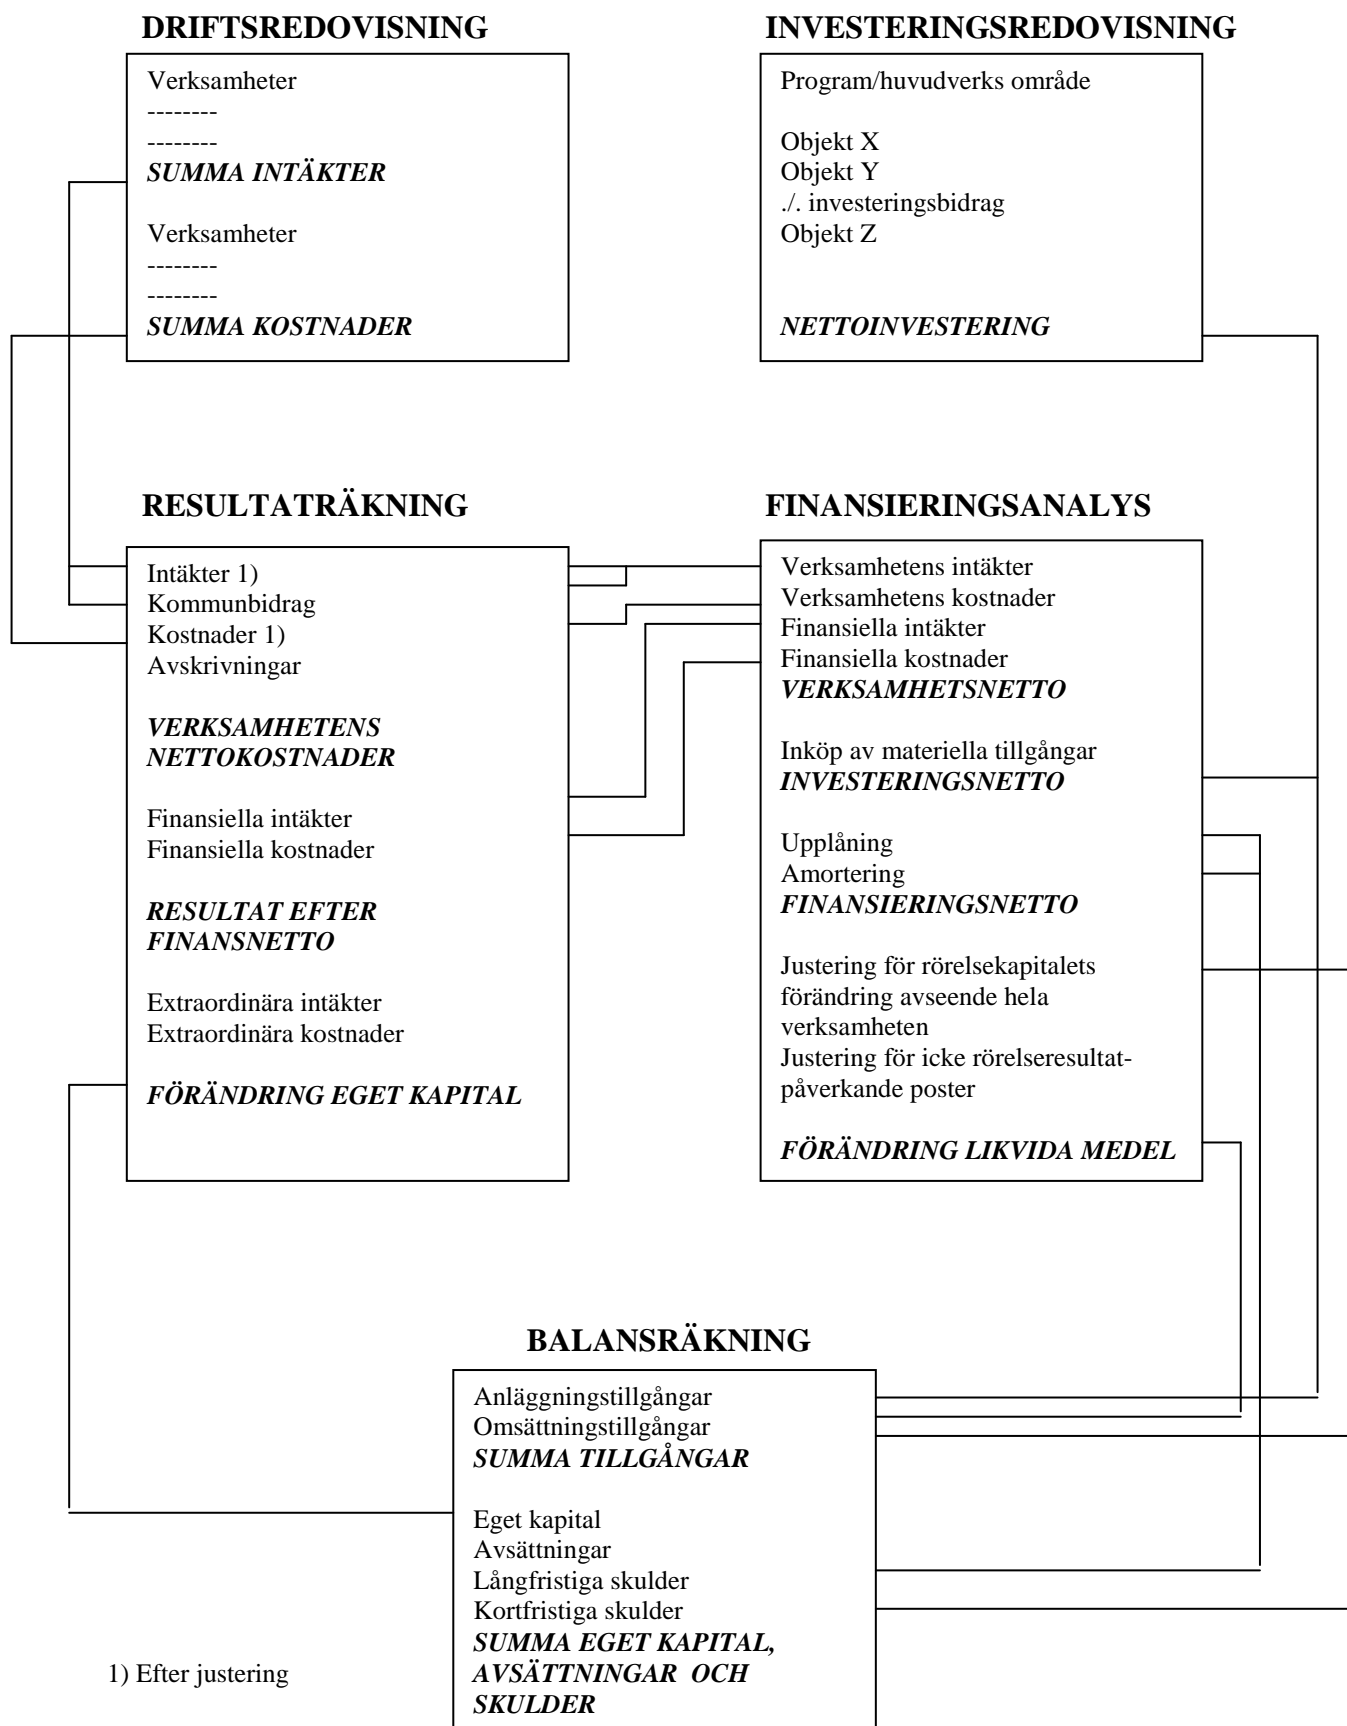 DRIFTSREDOVISNING
Verksamheter
--------
--------
SUMMA INTÄKTER
Verksamheter
--------
--------
SUMMA KOSTNADER
INVESTERINGSREDOVISNING
Program/huvudverks område
Objekt X
Objekt Y
./. investeringsbidrag
Objekt Z
NETTOINVESTERING
RESULTATRÄKNING
Intäkter 1)
Kommunbidrag
Kostnader 1)
Avskrivningar
VERKSAMHETENS
NETTOKOSTNADER
Finansiella intäkter
Finansiella kostnader
RESULTAT EFTER
FINANSNETTO
Extraordinära intäkter
Extraordinära kostnader
FÖRÄNDRING EGET KAPITAL
FINANSIERINGSANALYS
Verksamhetens intäkter
Verksamhetens kostnader
Finansiella intäkter
Finansiella kostnader
VERKSAMHETSNETTO
Inköp av materiella tillgångar
INVESTERINGSNETTO
Upplåning
Amortering
FINANSIERINGSNETTO
Justering för rörelsekapitalets
förändring avseende hela
verksamheten
Justering för icke rörelseresultat-
påverkande poster
FÖRÄNDRING LIKVIDA MEDEL
BALANSRÄKNING
Anläggningstillgångar
Omsättningstillgångar
SUMMA TILLGÅNGAR
Eget kapital
Avsättningar
Långfristiga skulder
Kortfristiga skulder
SUMMA EGET KAPITAL,
AVSÄTTNINGAR OCH
SKULDER
1) Efter justering